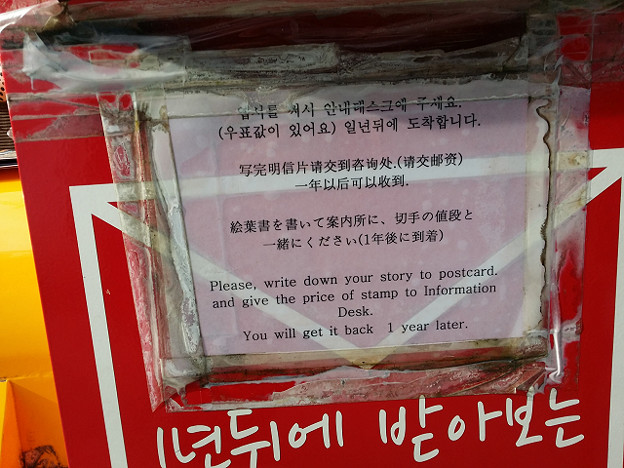 엽서를 써서 안내데스크에 주세요.
(우표값이 있어요) 일년뒤에 도착합니다.
写完明信片请交到咨询处.(请交邮资)
一年以后可以收到.
絵葉書を書いて案内所に、切手の値段と
一緒にください(1年後に到着)
Please, write down your story to postcard.
and give the price of stamp to Information
Desk.
You will get it back 1 year later.
1년뒤에 받아보는